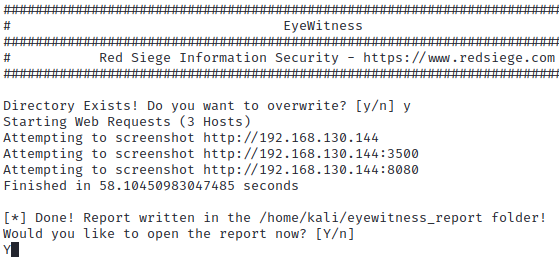 ################################################################################
#                                  EyeWitness
################################################################################
#           Red Siege Information Security - https://www.redsiege.com
################################################################################
Directory Exists! Do you want to overwrite? [y/n] y
Starting Web Requests (3 Hosts)
Attempting to screenshot http://192.168.130.144
Attempting to screenshot http://192.168.130.144:3500
Attempting to screenshot http://192.168.130.144:8080
Finished in 58.10450983047485 seconds
[*] Done! Report written in the /home/kali/eyewitness_report folder!
Would you like to open the report now? [Y/n]
Y